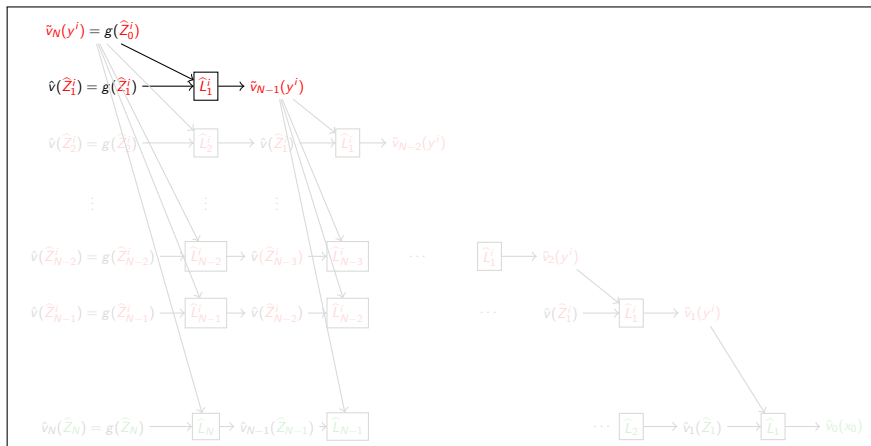 ṽ_N(y^i) = g(Ẑ_0^i)
v̂(Ẑ_1^i) = g(Ẑ_1^i) L̂_1^i ṽ_{N−1}(y^i)
v̂(Ẑ_2^i) = g(Ẑ_2^i) L̂_2^i v̂(Ẑ_1^i) L̂_1^i ṽ_{N−2}(y^i)
⋮ ⋮ ⋮
v̂(Ẑ_{N−2}^i) = g(Ẑ_{N−2}^i) L̂_{N−2}^i v̂(Ẑ_{N−3}^i) L̂_{N−3}^i ⋯ L̂_1^i ṽ_2(y^i)
v̂(Ẑ_{N−1}^i) = g(Ẑ_{N−1}^i) L̂_{N−1}^i v̂(Ẑ_{N−2}^i) L̂_{N−2}^i ⋯ v̂(Ẑ_1^i) L̂_1^i ṽ_1(y^i)
v̂_N(Ẑ_N) = g(Ẑ_N) L̂_N v̂_{N−1}(Ẑ_{N−1}) L̂_{N−1} ⋯ L̂_2 v̂_1(Ẑ_1) L̂_1 v̂_0(x_0)